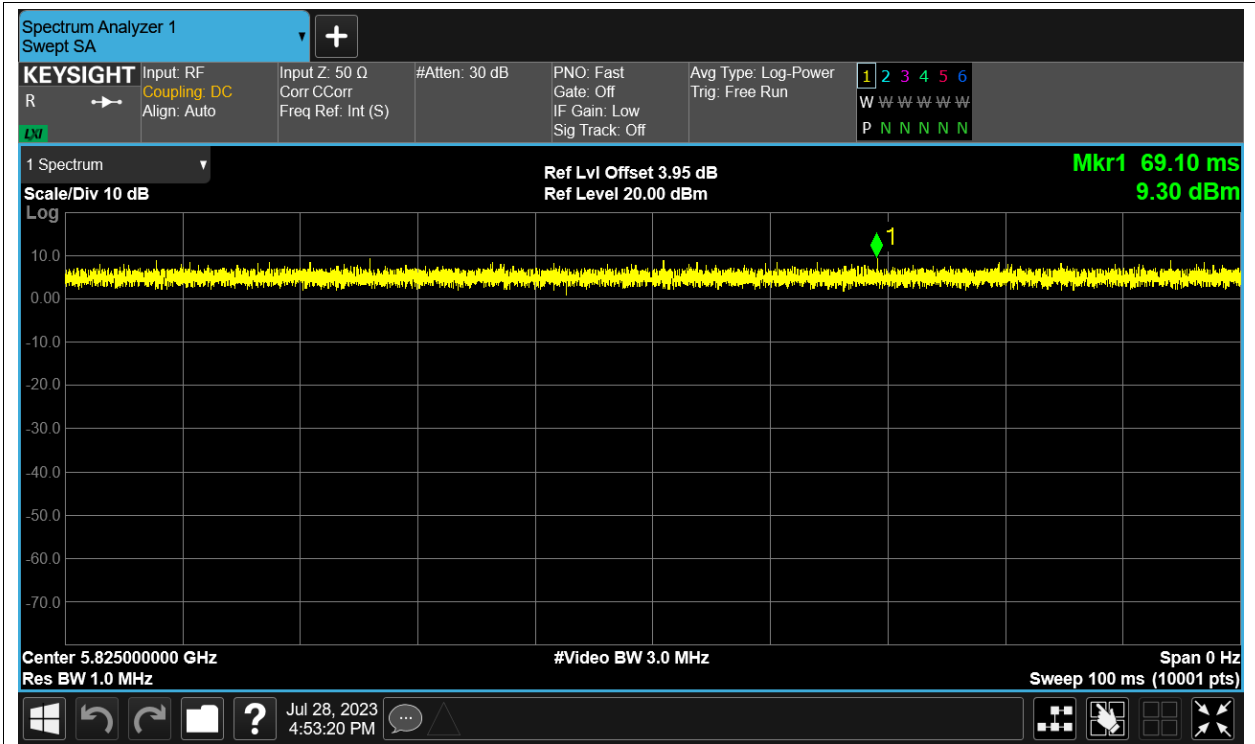 Spectrum Analyzer 1
Swept SA
KEYSIGHT
R
LXI
Input: RF
Coupling: DC
Align: Auto
Input Z: 50 Ω
Corr CCorr
Freq Ref: Int (S)
#Atten: 30 dB
PNO: Fast
Gate: Off
IF Gain: Low
Sig Track: Off
Avg Type: Log-Power
Trig: Free Run
1 2 3 4 5 6
W W W W W W
P N N N N N
1 Spectrum
Scale/Div 10 dB
Ref Lvl Offset 3.95 dB
Ref Level 20.00 dBm
Mkr1 69.10 ms
9.30 dBm
Log
1
10.0
0.00
-10.0
-20.0
-30.0
-40.0
-50.0
-60.0
-70.0
Center 5.825000000 GHz
#Video BW 3.0 MHz
Span 0 Hz
Res BW 1.0 MHz
Sweep 100 ms (10001 pts)
?
Jul 28, 2023
4:53:20 PM